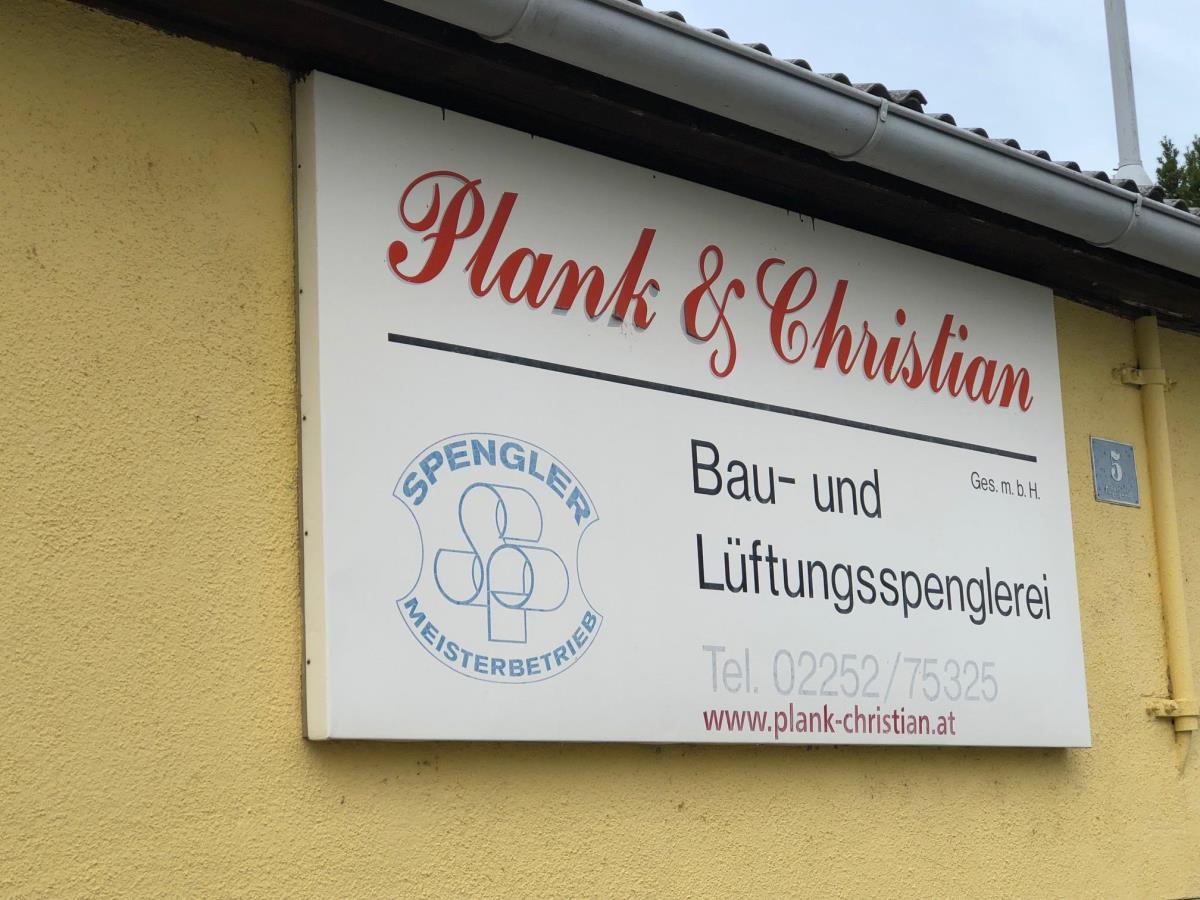 Plank & Christian
Ges. m. b. H.
Bau- und
Lüftungsspenglerei
SPENGLER
MEISTERBETRIEB
Tel. 02252/75325
www.plank-christian.at
5